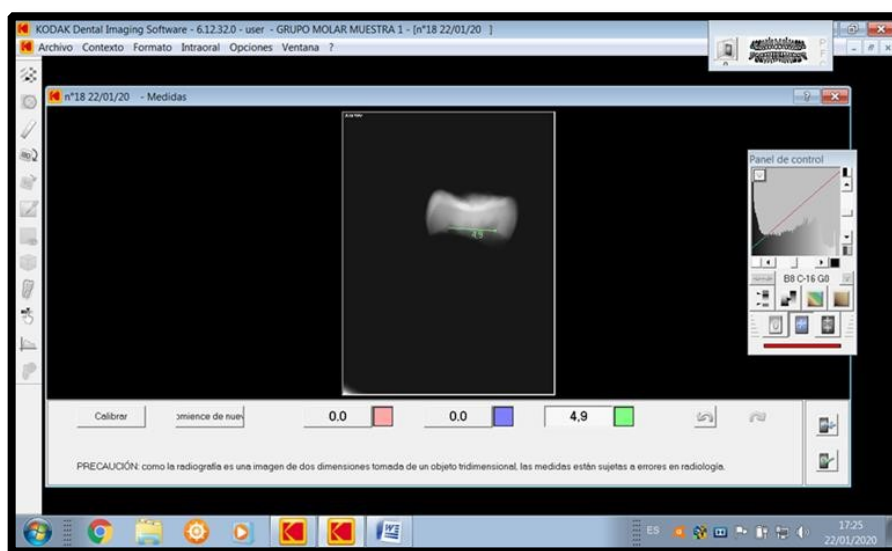 KODAK Dental Imaging Software - 6.12.32.0 - user - GRUPO MOLAR MUESTRA 1 - [n°18 22/01/20 ]
Archivo Contexto Formato Intraoral Opciones Ventana ?
n°18 22/01/20 - Medidas
4,9
Panel de control
B8 C-16 G0
Calibrar
omience de nuev
0.0
0.0
4,9
PRECAUCIÓN: como la radiografía es una imagen de dos dimensiones tomada de un objeto tridimensional, las medidas están sujetas a errores en radiología.
ES
17:25
22/01/2020